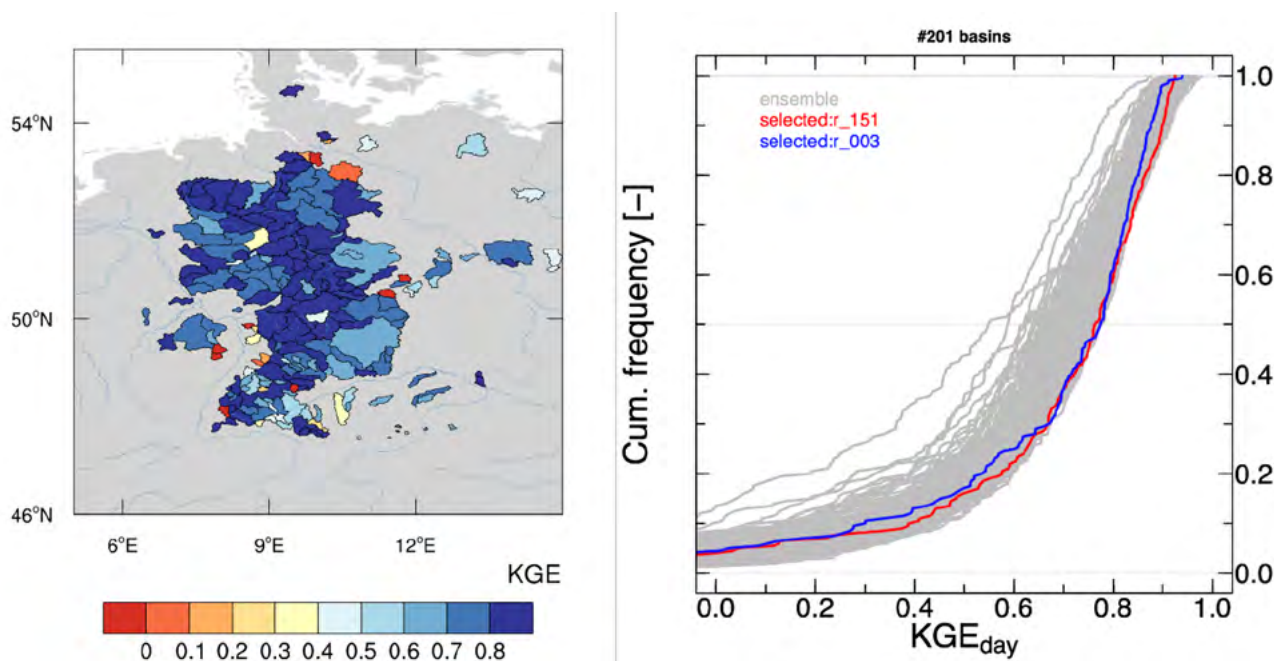 54°N
50°N
46°N
6°E 9°E 12°E
KGE
0 0.1 0.2 0.3 0.4 0.5 0.6 0.7 0.8
#201 basins
ensemble
selected:r_151
selected:r_003
Cum. frequency [−]
1.0
0.8
0.6
0.4
0.2
0.0
0.0 0.2 0.4 0.6 0.8 1.0
KGEday